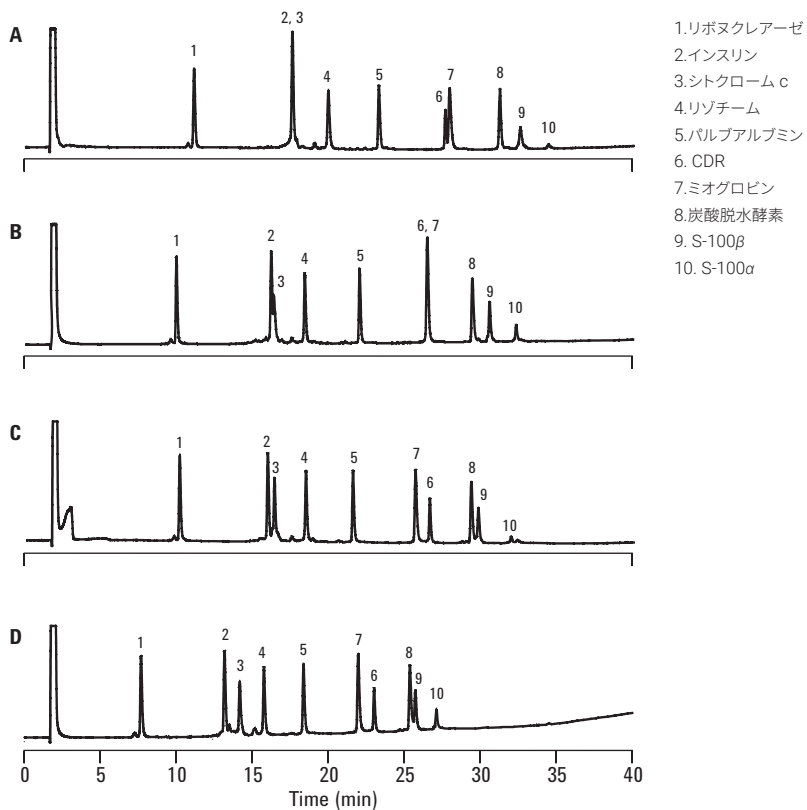 A
1
2, 3
4
5
6
7
8
9
10
1.リボヌクレアーゼ
2.インスリン
3.シトクローム c
4.リゾチーム
5.パルブアルブミン
6. CDR
7.ミオグロビン
8.炭酸脱水酵素
9. S-100β
10. S-100α
B
1
2
3
4
5
6, 7
8
9
10
C
1
2
3
4
5
7
6
8
9
10
D
1
2
3
4
5
7
6
8
9
10
0 5 10 15 20 25 30 35 40
Time (min)